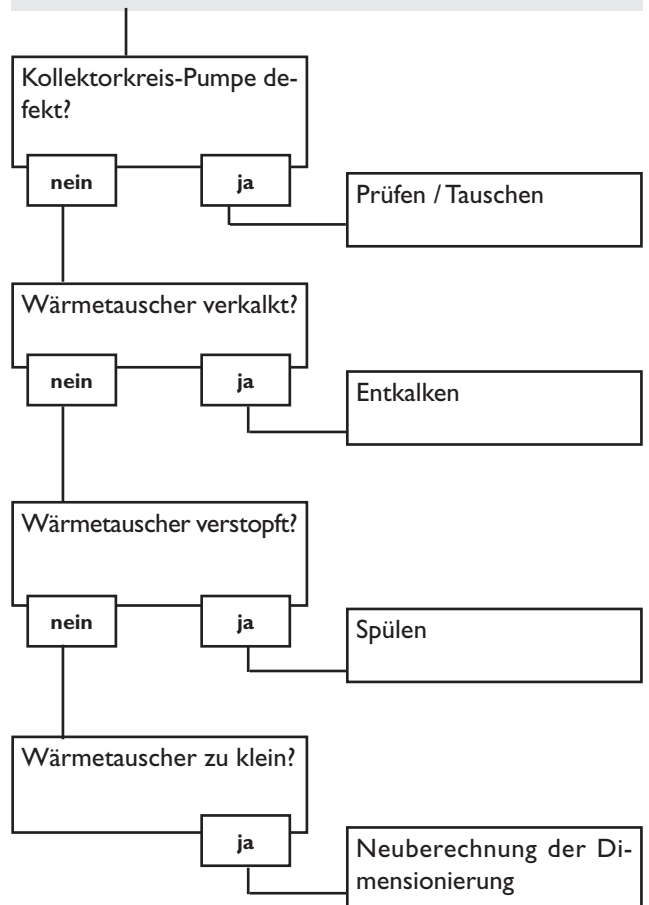 Kollektorkreis-Pumpe de-
fekt?
nein
ja
Prüfen / Tauschen
Wärmetauscher verkalkt?
nein
ja
Entkalken
Wärmetauscher verstopft?
nein
ja
Spülen
Wärmetauscher zu klein?
ja
Neuberechnung der Di-
mensionierung